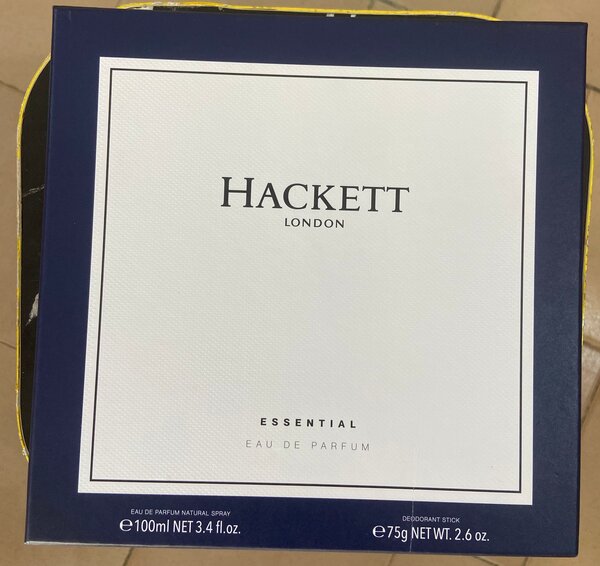 HACKETT
LONDON
ESSENTIAL
EAU DE PARFUM
EAU DE PARFUM NATURAL SPRAY
℮100ml NET 3.4 fl.oz.
DEODORANT STICK
℮75g NET WT. 2.6 oz.